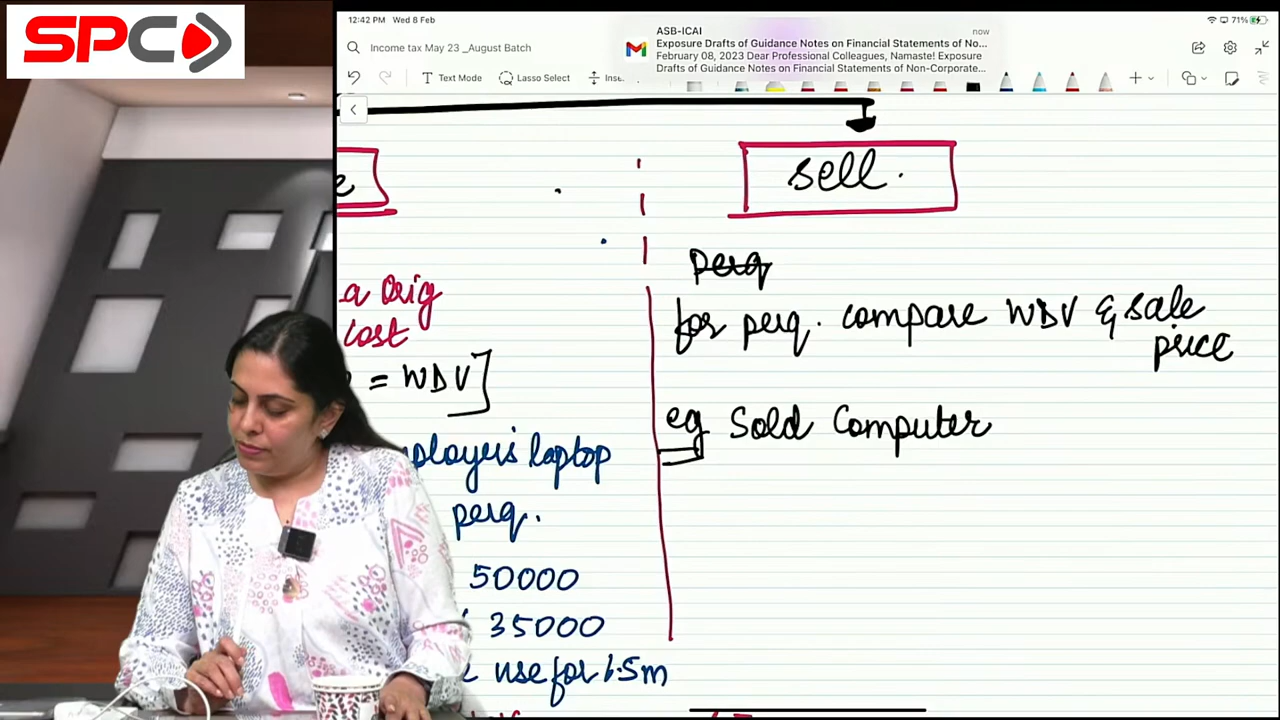 SPC
12:42 PM Wed 8 Feb
71%
ASB-ICAI
now
Exposure Drafts of Guidance Notes on Financial Statements of No...
February 08, 2023 Dear Professional Colleagues, Namaste! Exposure
Drafts of Guidance Notes on Financial Statements of Non-Corporate...
Income tax May 23 _August Batch
Text Mode
Lasso Select
Inse
e
a Orig
Cost
= WDV]
ployer's laptop
perq.
50000
35000
use for 1.5m
sell.
perq
for perq. compare WDV & sale
price
eg Sold Computer